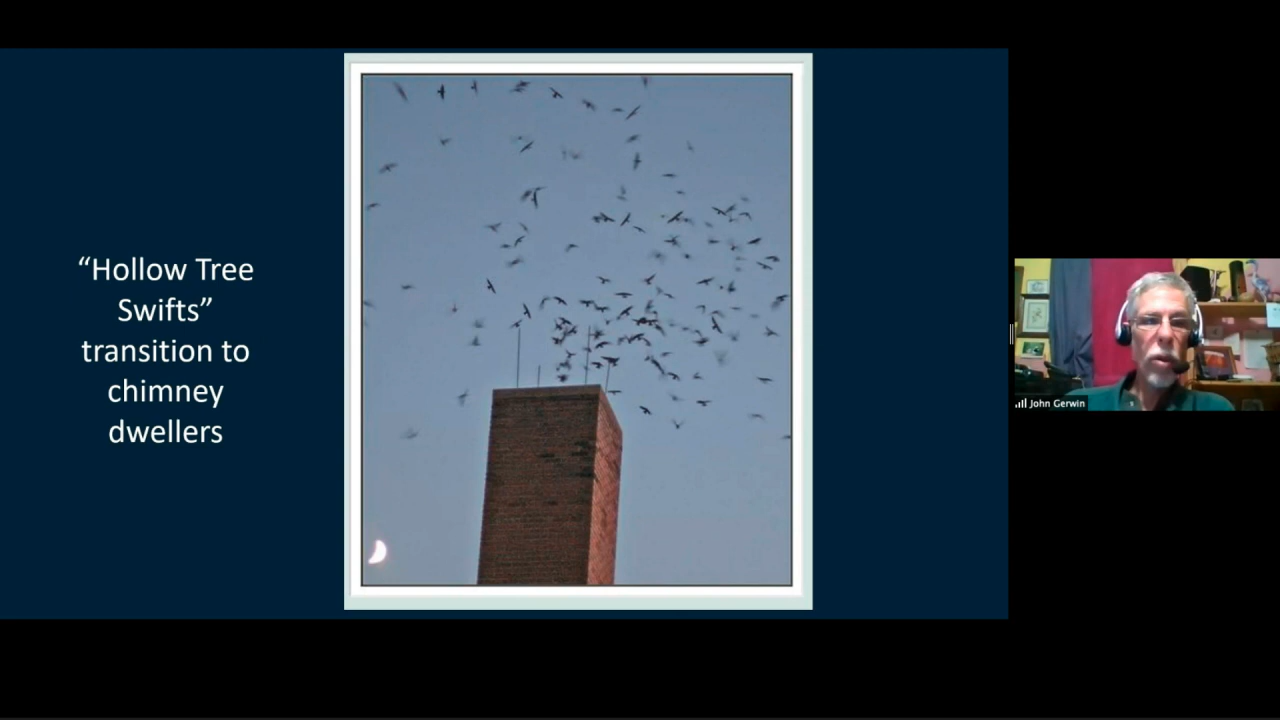 “Hollow Tree
Swifts”
transition to
chimney
dwellers
John Gerwin